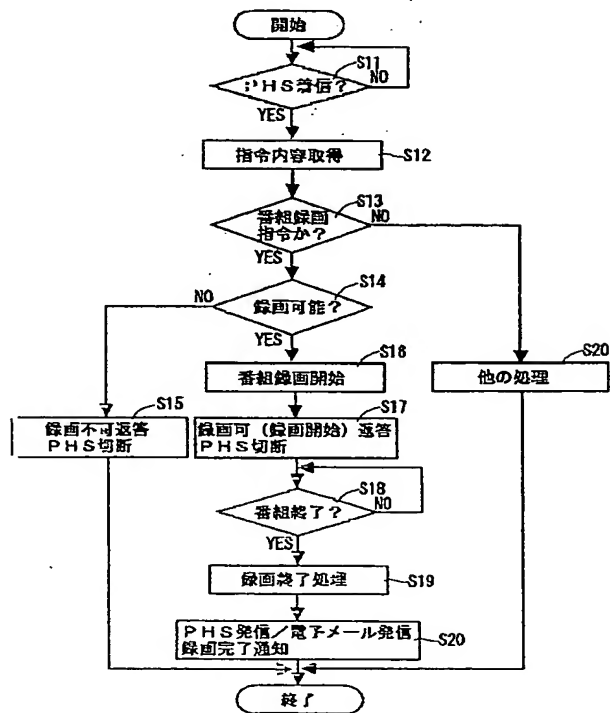 開始
S11
PHS着信?
NO
YES
指令内容取得
S12
S13
番組録画
指令か?
NO
YES
S14
NO
録画可能?
YES
S16
番組録画開始
S20
他の処理
S15
録画不可返答
PHS切断
S17
録画可(録画開始)返答
PHS切断
S18
番組終了?
NO
YES
録画終了処理
S19
PHS発信/電子メール発信
録画完了通知
S20
終了